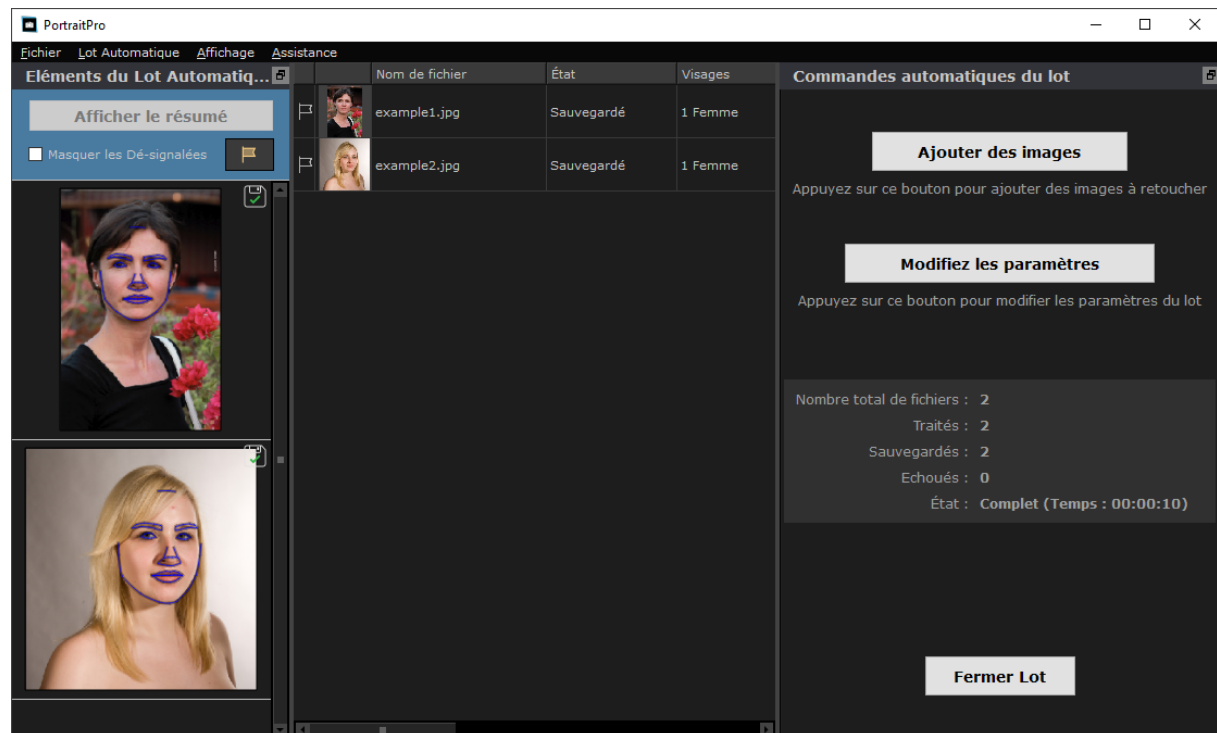 PortraitPro
Fichier Lot Automatique Affichage Assistance
Eléments du Lot Automatiq...
Afficher le résumé
Masquer les Dé-signalées
Nom de fichier État Visages
example1.jpg Sauvegardé 1 Femme
example2.jpg Sauvegardé 1 Femme
Commandes automatiques du lot
Ajouter des images
Appuyez sur ce bouton pour ajouter des images à retoucher
Modifiez les paramètres
Appuyez sur ce bouton pour modifier les paramètres du lot
Nombre total de fichiers : 2
Traités : 2
Sauvegardés : 2
Echoués : 0
État : Complet (Temps : 00:00:10)
Fermer Lot